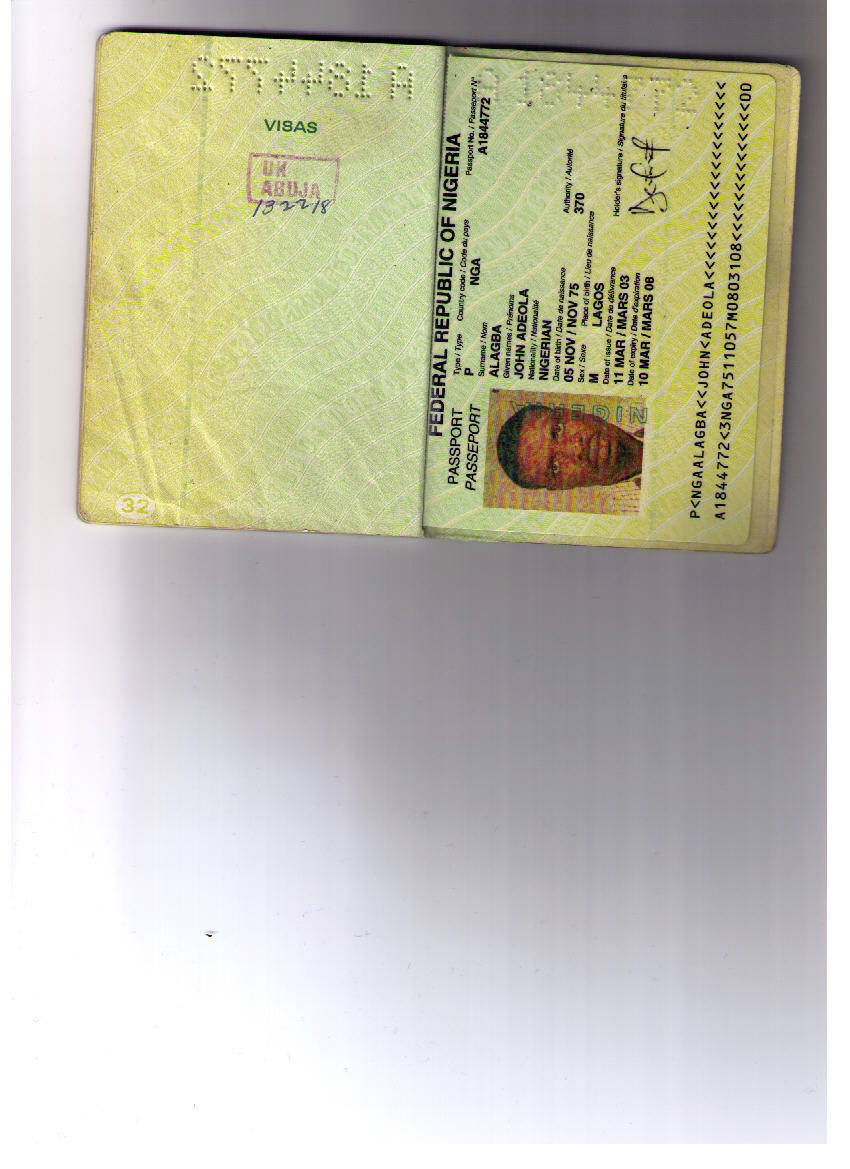 VISAS
UK
ABUJA
132218
32
FEDERAL REPUBLIC OF NIGERIA
PASSPORT
PASSEPORT
Type / Type
P
Country code / Code du pays
NGA
Passport No. / Passeport N°
A1844772
Surname / Nom
ALAGBA
Given names / Prénoms
JOHN ADEOLA
Nationality / Nationalité
NIGERIAN
Date of birth / Date de naissance
05 NOV / NOV 75
Authority / Autorité
370
Sex / Sexe
M
Place of birth / Lieu de naissance
LAGOS
Date of issue / Date de délivrance
11 MAR / MARS 03
Date of expiry / Date d'expiration
10 MAR / MARS 08
Holder's signature / Signature du titulaire
NIGERIA
P<NGAALAGBA<<JOHN<ADEOLA<<<<<<<<<<<<<<<<<<<<
A1844772<3NGA7511057M0803108<<<<<<<<<<<<<<00